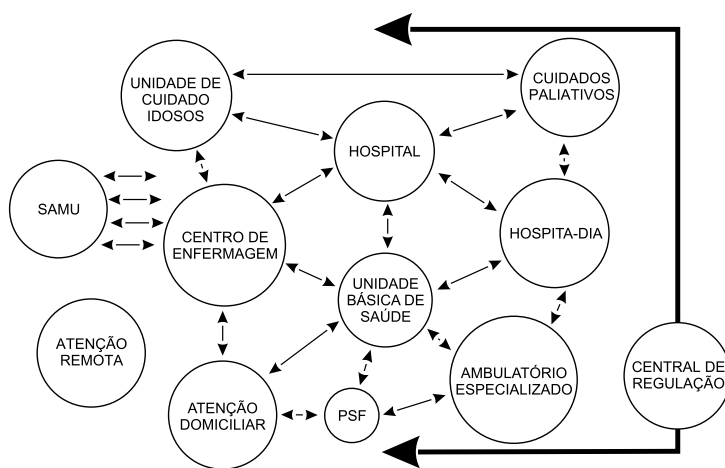 UNIDADE DE
CUIDADO
IDOSOS
CUIDADOS
PALIATIVOS
HOSPITAL
SAMU
CENTRO DE
ENFERMAGEM
HOSPITA-DIA
UNIDADE
BÁSICA DE
SAÚDE
ATENÇÃO
REMÓTA
AMBULATÓRIO
ESPECIALIZADO
CENTRAL DE
REGULAÇÃO
ATENÇÃO
DOMICILIAR
PSF